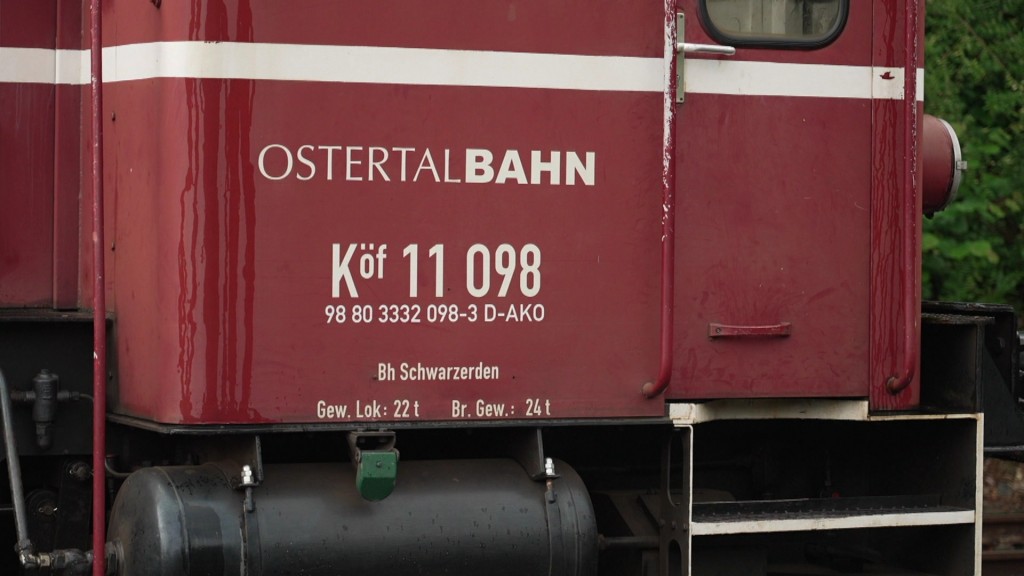 OSTERTALBAHN
Köf 11 098
98 80 3332 098-3 D-AKO
Bh Schwarzerden
Gew. Lok: 22 t Br. Gew.: 24 t